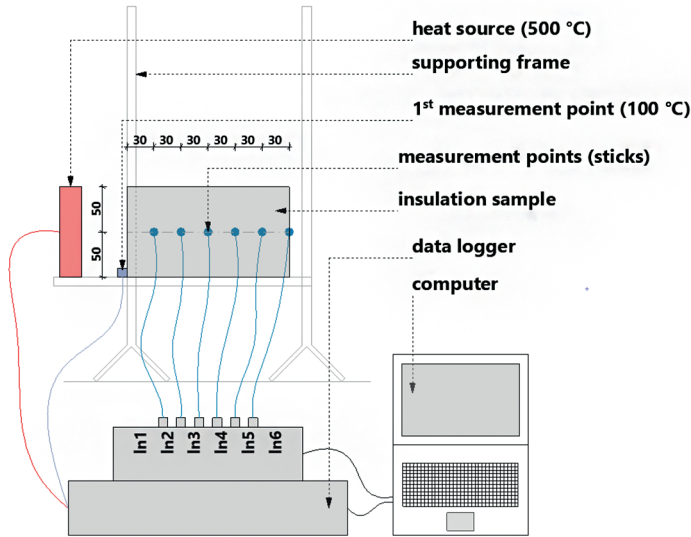 heat source (500 °C)
supporting frame
1st measurement point (100 °C)
30 30 30 30 30 30
measurement points (sticks)
50
insulation sample
50
data logger
computer
In1 In2 In3 In4 In5 In6